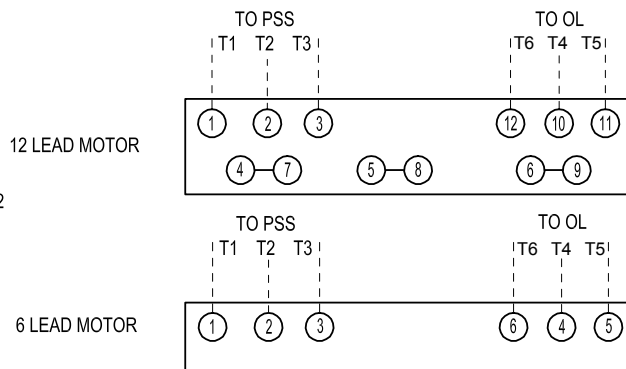 TO PSS TO OL
T1 T2 T3 T6 T4 T5
1 2 3 12 10 11
12 LEAD MOTOR
4 7 5 8 6 9
2
TO PSS TO OL
T1 T2 T3 T6 T4 T5
6 LEAD MOTOR 1 2 3 6 4 5